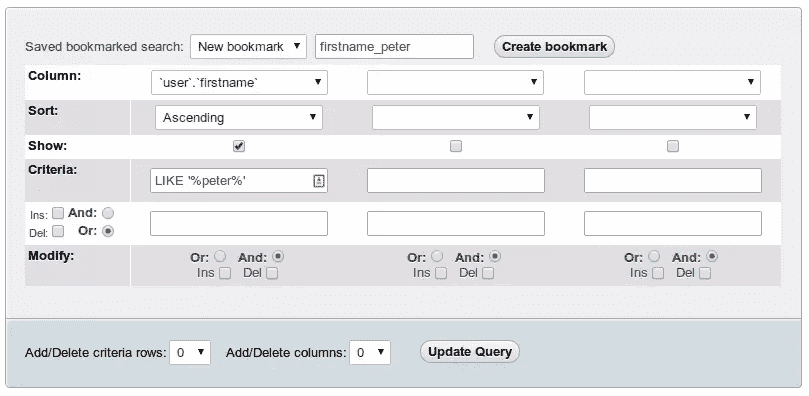 Saved bookmarked search: New bookmark firstname_peter Create bookmark
Column: `user`.`firstname`
Sort: Ascending
Show:
Criteria: LIKE '%peter%'
Ins: And:
Del: Or:
Modify: Or: And: Or: And: Or: And:
Ins Del Ins Del Ins Del
Add/Delete criteria rows: 0 Add/Delete columns: 0 Update Query